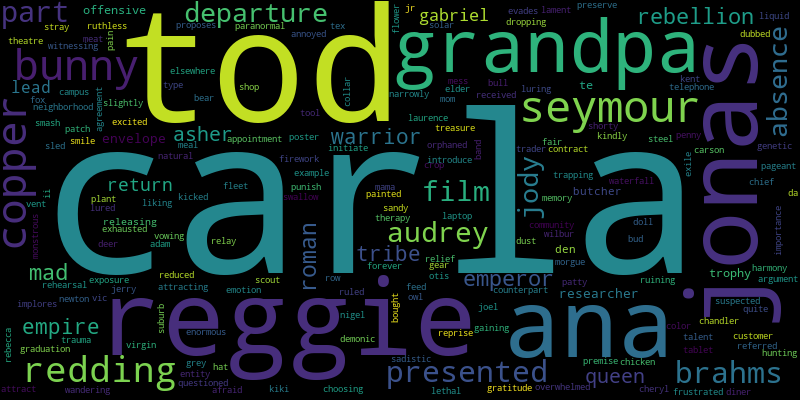 part offensive departure tod gabriel jr evades lament preserve liquid
stray ruthless paranormal flower solar dropping rebellion dubbed
theatre witnessing annoyed tex grandpa
bunny meat pain proposes elsewhere collar narrowly mess bull te kent absence
lead type bear shop elder mom received luring telephone jonas
fox campus agreement slightly tool laurence treasure seymour genetic
neighborhood excited envelope asher poster warrior orphaned band shorty penny
smash patch appointment initiate kindly steel carson
copper smile meal crop introduce fair contract exile pageant
sled natural firework trader trapping
return example carla film jody memory butcher waterfall chief da
plant kicked fleet punish mama painted swallow doll importance
vent ii liking lured sandy therapy laptop community wilbur bud
releasing exhausted relay audrey dust
monstrous deer adam vowing roman tribe relief den morgue harmony
mad reduced scout forever gear emperor patty ruining trophy argument
rehearsal exposure attracting row otis feed counterpart researcher
implores jerry emotion ruled bought owl suspected
newton vic reggie joel ana quite
empire suburb enormous nigel reprise gaining color chandler
rebecca trauma demonic talent customer
graduation virgin grey sadistic premise chicken tablet referred hunting
redding hat entity presented queen brahms
attract wandering questioned afraid kiki choosing lethal gratitude overwhelmed cheryl frustrated diner